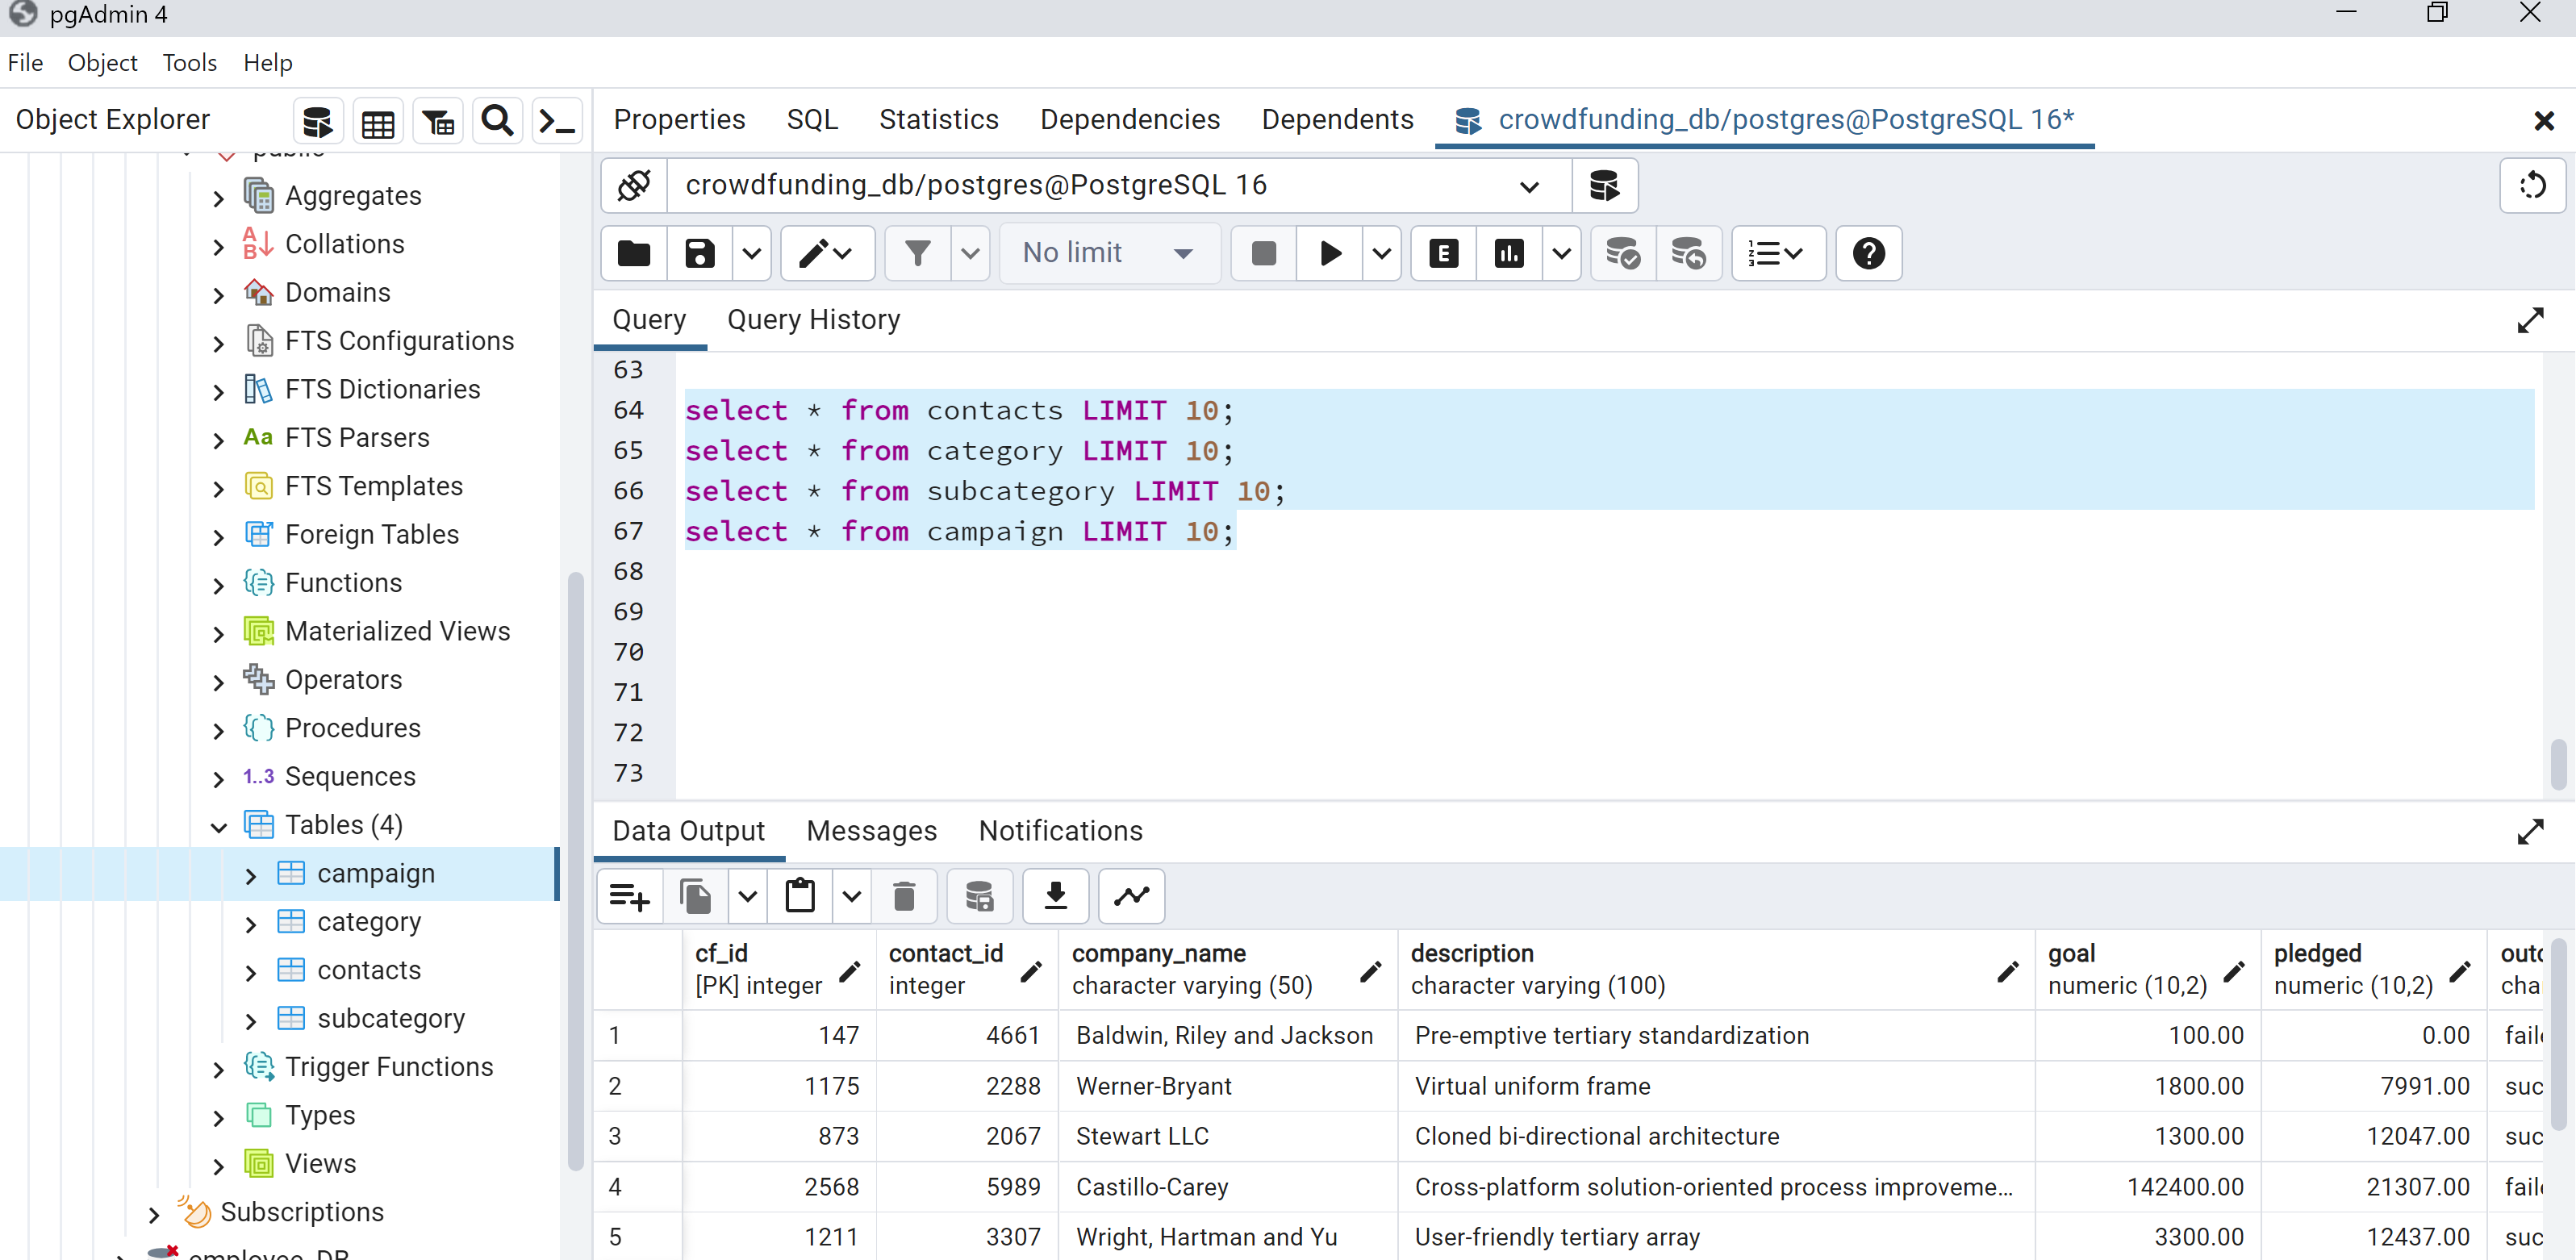 pgAdmin 4
File Object Tools Help
Object Explorer
Properties SQL Statistics Dependencies Dependents crowdfunding_db/postgres@PostgreSQL 16*
crowdfunding_db/postgres@PostgreSQL 16
No limit
Query Query History
public
Aggregates
Collations
Domains
FTS Configurations
FTS Dictionaries
Aa FTS Parsers
FTS Templates
Foreign Tables
Functions
Materialized Views
Operators
Procedures
1..3 Sequences
Tables (4)
campaign
category
contacts
subcategory
Trigger Functions
Types
Views
Subscriptions
employee_DB
63
64 select * from contacts LIMIT 10;
65 select * from category LIMIT 10;
66 select * from subcategory LIMIT 10;
67 select * from campaign LIMIT 10;
68
69
70
71
72
73
Data Output Messages Notifications
cf_id contact_id company_name description goal pledged outc
[PK] integer integer character varying (50) character varying (100) numeric (10,2) numeric (10,2) cha
1 147 4661 Baldwin, Riley and Jackson Pre-emptive tertiary standardization 100.00 0.00 faile
2 1175 2288 Werner-Bryant Virtual uniform frame 1800.00 7991.00 suc
3 873 2067 Stewart LLC Cloned bi-directional architecture 1300.00 12047.00 suc
4 2568 5989 Castillo-Carey Cross-platform solution-oriented process improveme... 142400.00 21307.00 faile
5 1211 3307 Wright, Hartman and Yu User-friendly tertiary array 3300.00 12437.00 suc